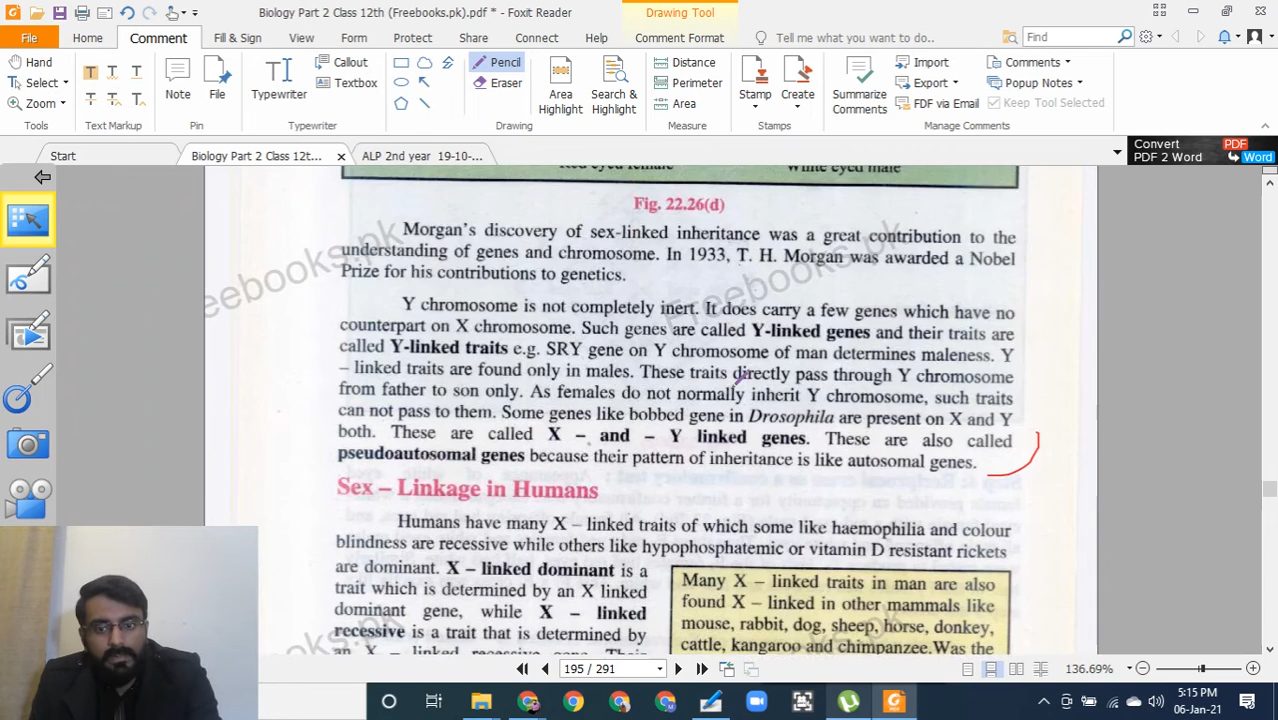 Biology Part 2 Class 12th (Freebooks.pk).pdf * - Foxit Reader
Drawing Tool
File Home Comment Fill & Sign View Form Protect Share Connect Help Comment Format Tell me what you want to do.. Find
Hand
Select
Zoom
Tools
Text Markup
Note
File
Pin
Typewriter
Callout
Textbox
Typewriter
Pencil
Eraser
Drawing
Area Highlight
Search & Highlight
Distance
Perimeter
Area
Measure
Stamp
Create
Stamps
Summarize Comments
Import
Export
FDF via Email
Comments
Popup Notes
Keep Tool Selected
Manage Comments
Start
Biology Part 2 Class 12th...
ALP 2nd year 19-10-...
Convert PDF
PDF 2 Word Word
White eyed male
Fig. 22.26(d)
Morgan's discovery of sex-linked inheritance was a great contribution to the
understanding of genes and chromosome. In 1933, T. H. Morgan was awarded a Nobel
Prize for his contributions to genetics.
Y chromosome is not completely inert. It does carry a few genes which have no
counterpart on X chromosome. Such genes are called Y-linked genes and their traits are
called Y-linked traits e.g. SRY gene on Y chromosome of man determines maleness. Y
– linked traits are found only in males. These traits directly pass through Y chromosome
from father to son only. As females do not normally inherit Y chromosome, such traits
can not pass to them. Some genes like bobbed gene in Drosophila are present on X and Y
both. These are called X – and – Y linked genes. These are also called
pseudoautosomal genes because their pattern of inheritance is like autosomal genes.
Sex – Linkage in Humans
Humans have many X – linked traits of which some like haemophilia and colour
blindness are recessive while others like hypophosphatemic or vitamin D resistant rickets
are dominant. X – linked dominant is a
trait which is determined by an X linked
dominant gene, while X – linked
recessive is a trait that is determined by
an X – linked recessive gene. Their
Many X – linked traits in man are also
found X – linked in other mammals like
mouse, rabbit, dog, sheep, horse, donkey,
cattle, kangaroo and chimpanzee.Was the
Freebooks.pk
195 / 291
136.69%
5:15 PM
06-Jan-21